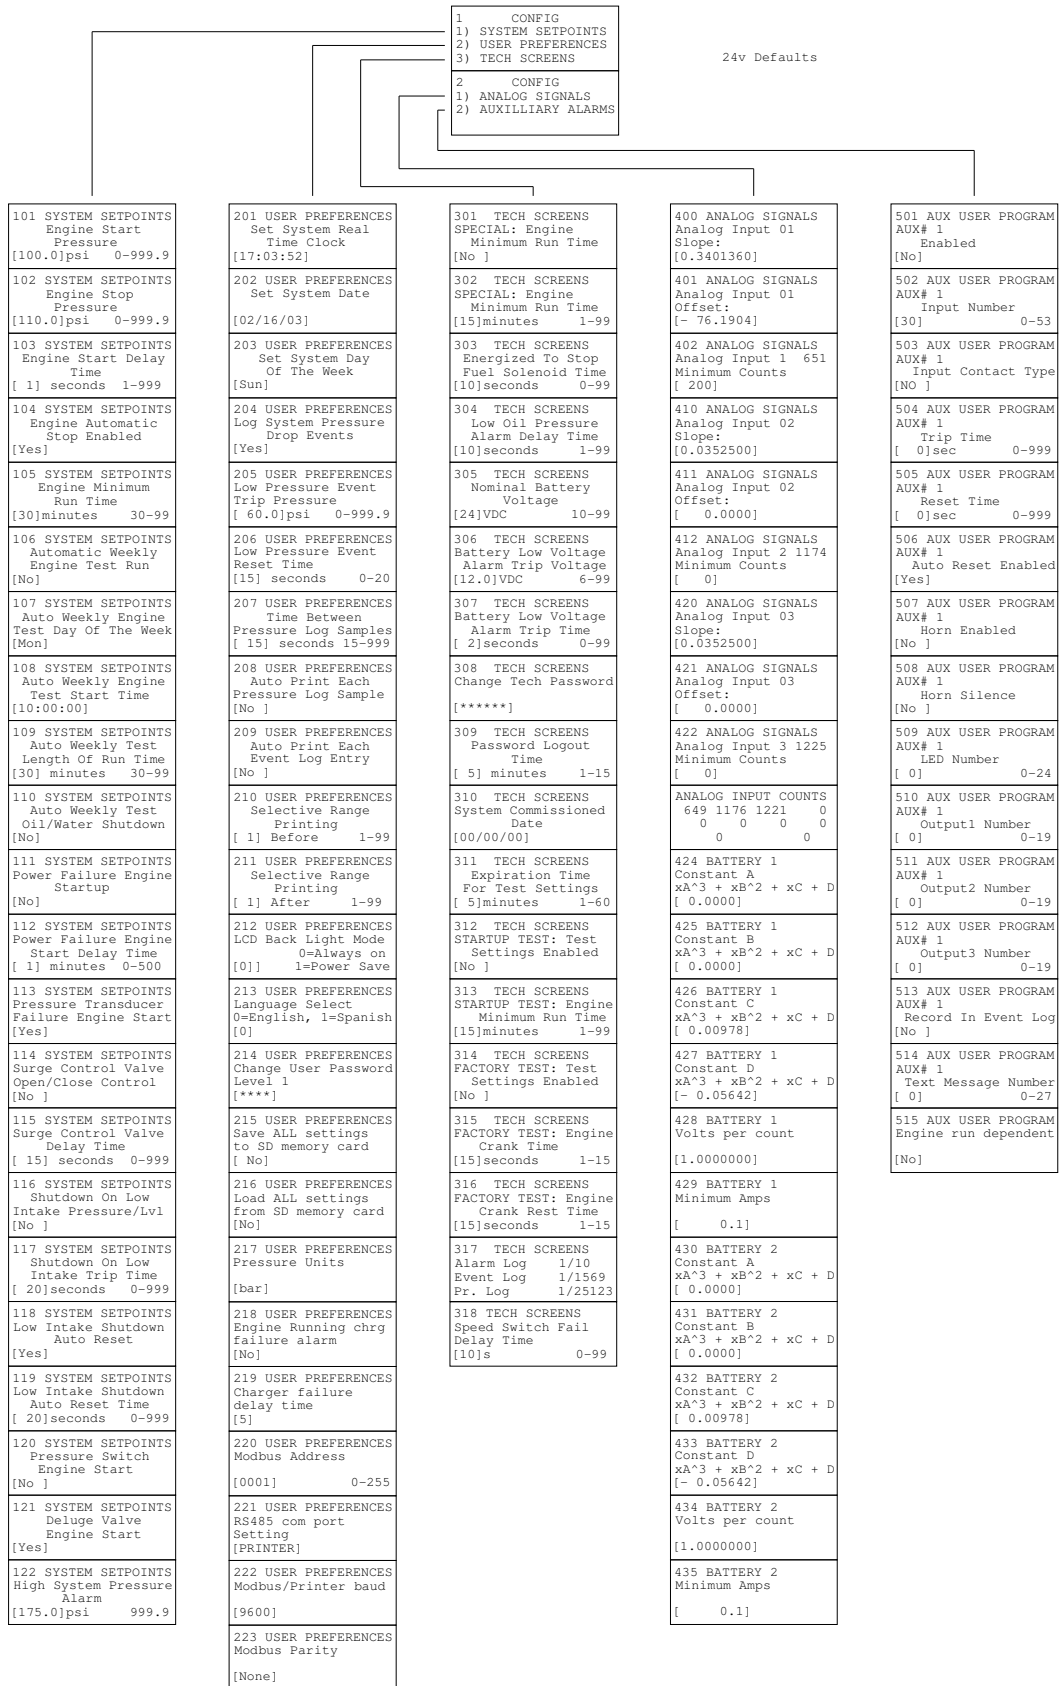 1      CONFIG
1) SYSTEM SETPOINTS
2) USER PREFERENCES
3) TECH SCREENS
2      CONFIG
1) ANALOG SIGNALS
2) AUXILLIARY ALARMS
24v Defaults
101 SYSTEM SETPOINTS
Engine Start
Pressure
[100.0]psi 0-999.9
102 SYSTEM SETPOINTS
Engine Stop
Pressure
[110.0]psi 0-999.9
103 SYSTEM SETPOINTS
Engine Start Delay
Time
[ 1] seconds 1-999
104 SYSTEM SETPOINTS
Engine Automatic
Stop Enabled
[Yes]
105 SYSTEM SETPOINTS
Engine Minimum
Run Time
[30]minutes 30-99
106 SYSTEM SETPOINTS
Automatic Weekly
Engine Test Run
[No]
107 SYSTEM SETPOINTS
Auto Weekly Engine
Test Day Of The Week
[Mon]
108 SYSTEM SETPOINTS
Auto Weekly Engine
Test Start Time
[10:00:00]
109 SYSTEM SETPOINTS
Auto Weekly Test
Length Of Run Time
[30] minutes 30-99
110 SYSTEM SETPOINTS
Auto Weekly Test
Oil/Water Shutdown
[No]
111 SYSTEM SETPOINTS
Power Failure Engine
Startup
[No]
112 SYSTEM SETPOINTS
Power Failure Engine
Start Delay Time
[ 1] minutes 0-500
113 SYSTEM SETPOINTS
Pressure Transducer
Failure Engine Start
[Yes]
114 SYSTEM SETPOINTS
Surge Control Valve
Open/Close Control
[No ]
115 SYSTEM SETPOINTS
Surge Control Valve
Delay Time
[ 15] seconds 0-999
116 SYSTEM SETPOINTS
Shutdown On Low
Intake Pressure/Lvl
[No ]
117 SYSTEM SETPOINTS
Shutdown On Low
Intake Trip Time
[ 20]seconds 0-999
118 SYSTEM SETPOINTS
Low Intake Shutdown
Auto Reset
[Yes]
119 SYSTEM SETPOINTS
Low Intake Shutdown
Auto Reset Time
[ 20]seconds 0-999
120 SYSTEM SETPOINTS
Pressure Switch
Engine Start
[No ]
121 SYSTEM SETPOINTS
Deluge Valve
Engine Start
[Yes]
122 SYSTEM SETPOINTS
High System Pressure
Alarm
[175.0]psi 999.9
201 USER PREFERENCES
Set System Real
Time Clock
[17:03:52]
202 USER PREFERENCES
Set System Date
[02/16/03]
203 USER PREFERENCES
Set System Day
Of The Week
[Sun]
204 USER PREFERENCES
Log System Pressure
Drop Events
[Yes]
205 USER PREFERENCES
Low Pressure Event
Trip Pressure
[ 60.0]psi 0-999.9
206 USER PREFERENCES
Low Pressure Event
Reset Time
[15] seconds 0-20
207 USER PREFERENCES
Time Between
Pressure Log Samples
[ 15] seconds 15-999
208 USER PREFERENCES
Auto Print Each
Pressure Log Sample
[No ]
209 USER PREFERENCES
Auto Print Each
Event Log Entry
[No ]
210 USER PREFERENCES
Selective Range
Printing
[ 1] Before 1-99
211 USER PREFERENCES
Selective Range
Printing
[ 1] After 1-99
212 USER PREFERENCES
LCD Back Light Mode
0=Always on
[0]] 1=Power Save
213 USER PREFERENCES
Language Select
0=English, 1=Spanish
[0]
214 USER PREFERENCES
Change User Password
Level 1
[****]
215 USER PREFERENCES
Save ALL settings
to SD memory card
[ No]
216 USER PREFERENCES
Load ALL settings
from SD memory card
[No]
217 USER PREFERENCES
Pressure Units
[bar]
218 USER PREFERENCES
Engine Running chrg
failure alarm
[No]
219 USER PREFERENCES
Charger failure
delay time
[5]
220 USER PREFERENCES
Modbus Address
[0001] 0-255
221 USER PREFERENCES
RS485 com port
Setting
[PRINTER]
222 USER PREFERENCES
Modbus/Printer baud
[9600]
223 USER PREFERENCES
Modbus Parity
[None]
301 TECH SCREENS
SPECIAL: Engine
Minimum Run Time
[No ]
302 TECH SCREENS
SPECIAL: Engine
Minimum Run Time
[15]minutes 1-99
303 TECH SCREENS
Energized To Stop
Fuel Solenoid Time
[10]seconds 0-99
304 TECH SCREENS
Low Oil Pressure
Alarm Delay Time
[10]seconds 1-99
305 TECH SCREENS
Nominal Battery
Voltage
[24]VDC 10-99
306 TECH SCREENS
Battery Low Voltage
Alarm Trip Voltage
[12.0]VDC 6-99
307 TECH SCREENS
Battery Low Voltage
Alarm Trip Time
[ 2]seconds 0-99
308 TECH SCREENS
Change Tech Password
[******]
309 TECH SCREENS
Password Logout
Time
[ 5] minutes 1-15
310 TECH SCREENS
System Commissioned
Date
[00/00/00]
311 TECH SCREENS
Expiration Time
For Test Settings
[ 5]minutes 1-60
312 TECH SCREENS
STARTUP TEST: Test
Settings Enabled
[No ]
313 TECH SCREENS
STARTUP TEST: Engine
Minimum Run Time
[15]minutes 1-99
314 TECH SCREENS
FACTORY TEST: Test
Settings Enabled
[No ]
315 TECH SCREENS
FACTORY TEST: Engine
Crank Time
[15]seconds 1-15
316 TECH SCREENS
FACTORY TEST: Engine
Crank Rest Time
[15]seconds 1-15
317 TECH SCREENS
Alarm Log 1/10
Event Log 1/1569
Pr. Log 1/25123
318 TECH SCREENS
Speed Switch Fail
Delay Time
[10]s 0-99
400 ANALOG SIGNALS
Analog Input 01
Slope:
[0.3401360]
401 ANALOG SIGNALS
Analog Input 01
Offset:
[- 76.1904]
402 ANALOG SIGNALS
Analog Input 1 651
Minimum Counts
[ 200]
410 ANALOG SIGNALS
Analog Input 02
Slope:
[0.0352500]
411 ANALOG SIGNALS
Analog Input 02
Offset:
[ 0.0000]
412 ANALOG SIGNALS
Analog Input 2 1174
Minimum Counts
[ 0]
420 ANALOG SIGNALS
Analog Input 03
Slope:
[0.0352500]
421 ANALOG SIGNALS
Analog Input 03
Offset:
[ 0.0000]
422 ANALOG SIGNALS
Analog Input 3 1225
Minimum Counts
[ 0]
ANALOG INPUT COUNTS
649 1176 1221 0
0 0 0 0
0 0
424 BATTERY 1
Constant A
xA^3 + xB^2 + xC + D
[ 0.0000]
425 BATTERY 1
Constant B
xA^3 + xB^2 + xC + D
[ 0.0000]
426 BATTERY 1
Constant C
xA^3 + xB^2 + xC + D
[ 0.00978]
427 BATTERY 1
Constant D
xA^3 + xB^2 + xC + D
[- 0.05642]
428 BATTERY 1
Volts per count
[1.0000000]
429 BATTERY 1
Minimum Amps
[ 0.1]
430 BATTERY 2
Constant A
xA^3 + xB^2 + xC + D
[ 0.0000]
431 BATTERY 2
Constant B
xA^3 + xB^2 + xC + D
[ 0.0000]
432 BATTERY 2
Constant C
xA^3 + xB^2 + xC + D
[ 0.00978]
433 BATTERY 2
Constant D
xA^3 + xB^2 + xC + D
[- 0.05642]
434 BATTERY 2
Volts per count
[1.0000000]
435 BATTERY 2
Minimum Amps
[ 0.1]
501 AUX USER PROGRAM
AUX# 1
Enabled
[No]
502 AUX USER PROGRAM
AUX# 1
Input Number
[30] 0-53
503 AUX USER PROGRAM
AUX# 1
Input Contact Type
[NO ]
504 AUX USER PROGRAM
AUX# 1
Trip Time
[ 0]sec 0-999
505 AUX USER PROGRAM
AUX# 1
Reset Time
[ 0]sec 0-999
506 AUX USER PROGRAM
AUX# 1
Auto Reset Enabled
[Yes]
507 AUX USER PROGRAM
AUX# 1
Horn Enabled
[No ]
508 AUX USER PROGRAM
AUX# 1
Horn Silence
[No ]
509 AUX USER PROGRAM
AUX# 1
LED Number
[ 0] 0-24
510 AUX USER PROGRAM
AUX# 1
Output1 Number
[ 0] 0-19
511 AUX USER PROGRAM
AUX# 1
Output2 Number
[ 0] 0-19
512 AUX USER PROGRAM
AUX# 1
Output3 Number
[ 0] 0-19
513 AUX USER PROGRAM
AUX# 1
Record In Event Log
[No ]
514 AUX USER PROGRAM
AUX# 1
Text Message Number
[ 0] 0-27
515 AUX USER PROGRAM
Engine run dependent
[No]